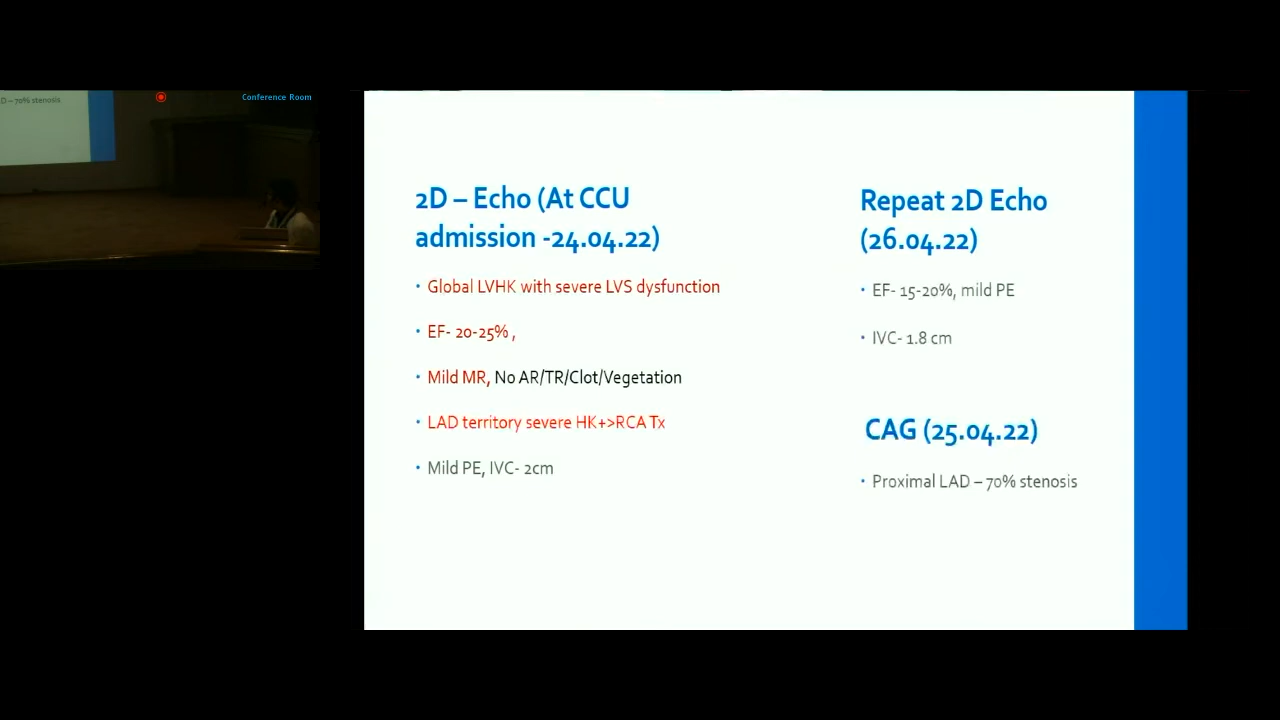 D – 70% stenosis
Conference Room
2D – Echo (At CCU
admission -24.04.22)
• Global LVHK with severe LVS dysfunction
• EF- 20-25% ,
• Mild MR, No AR/TR/Clot/Vegetation
• LAD territory severe HK+>RCA Tx
• Mild PE, IVC- 2cm
Repeat 2D Echo
(26.04.22)
• EF- 15-20%, mild PE
• IVC- 1.8 cm
CAG (25.04.22)
• Proximal LAD – 70% stenosis